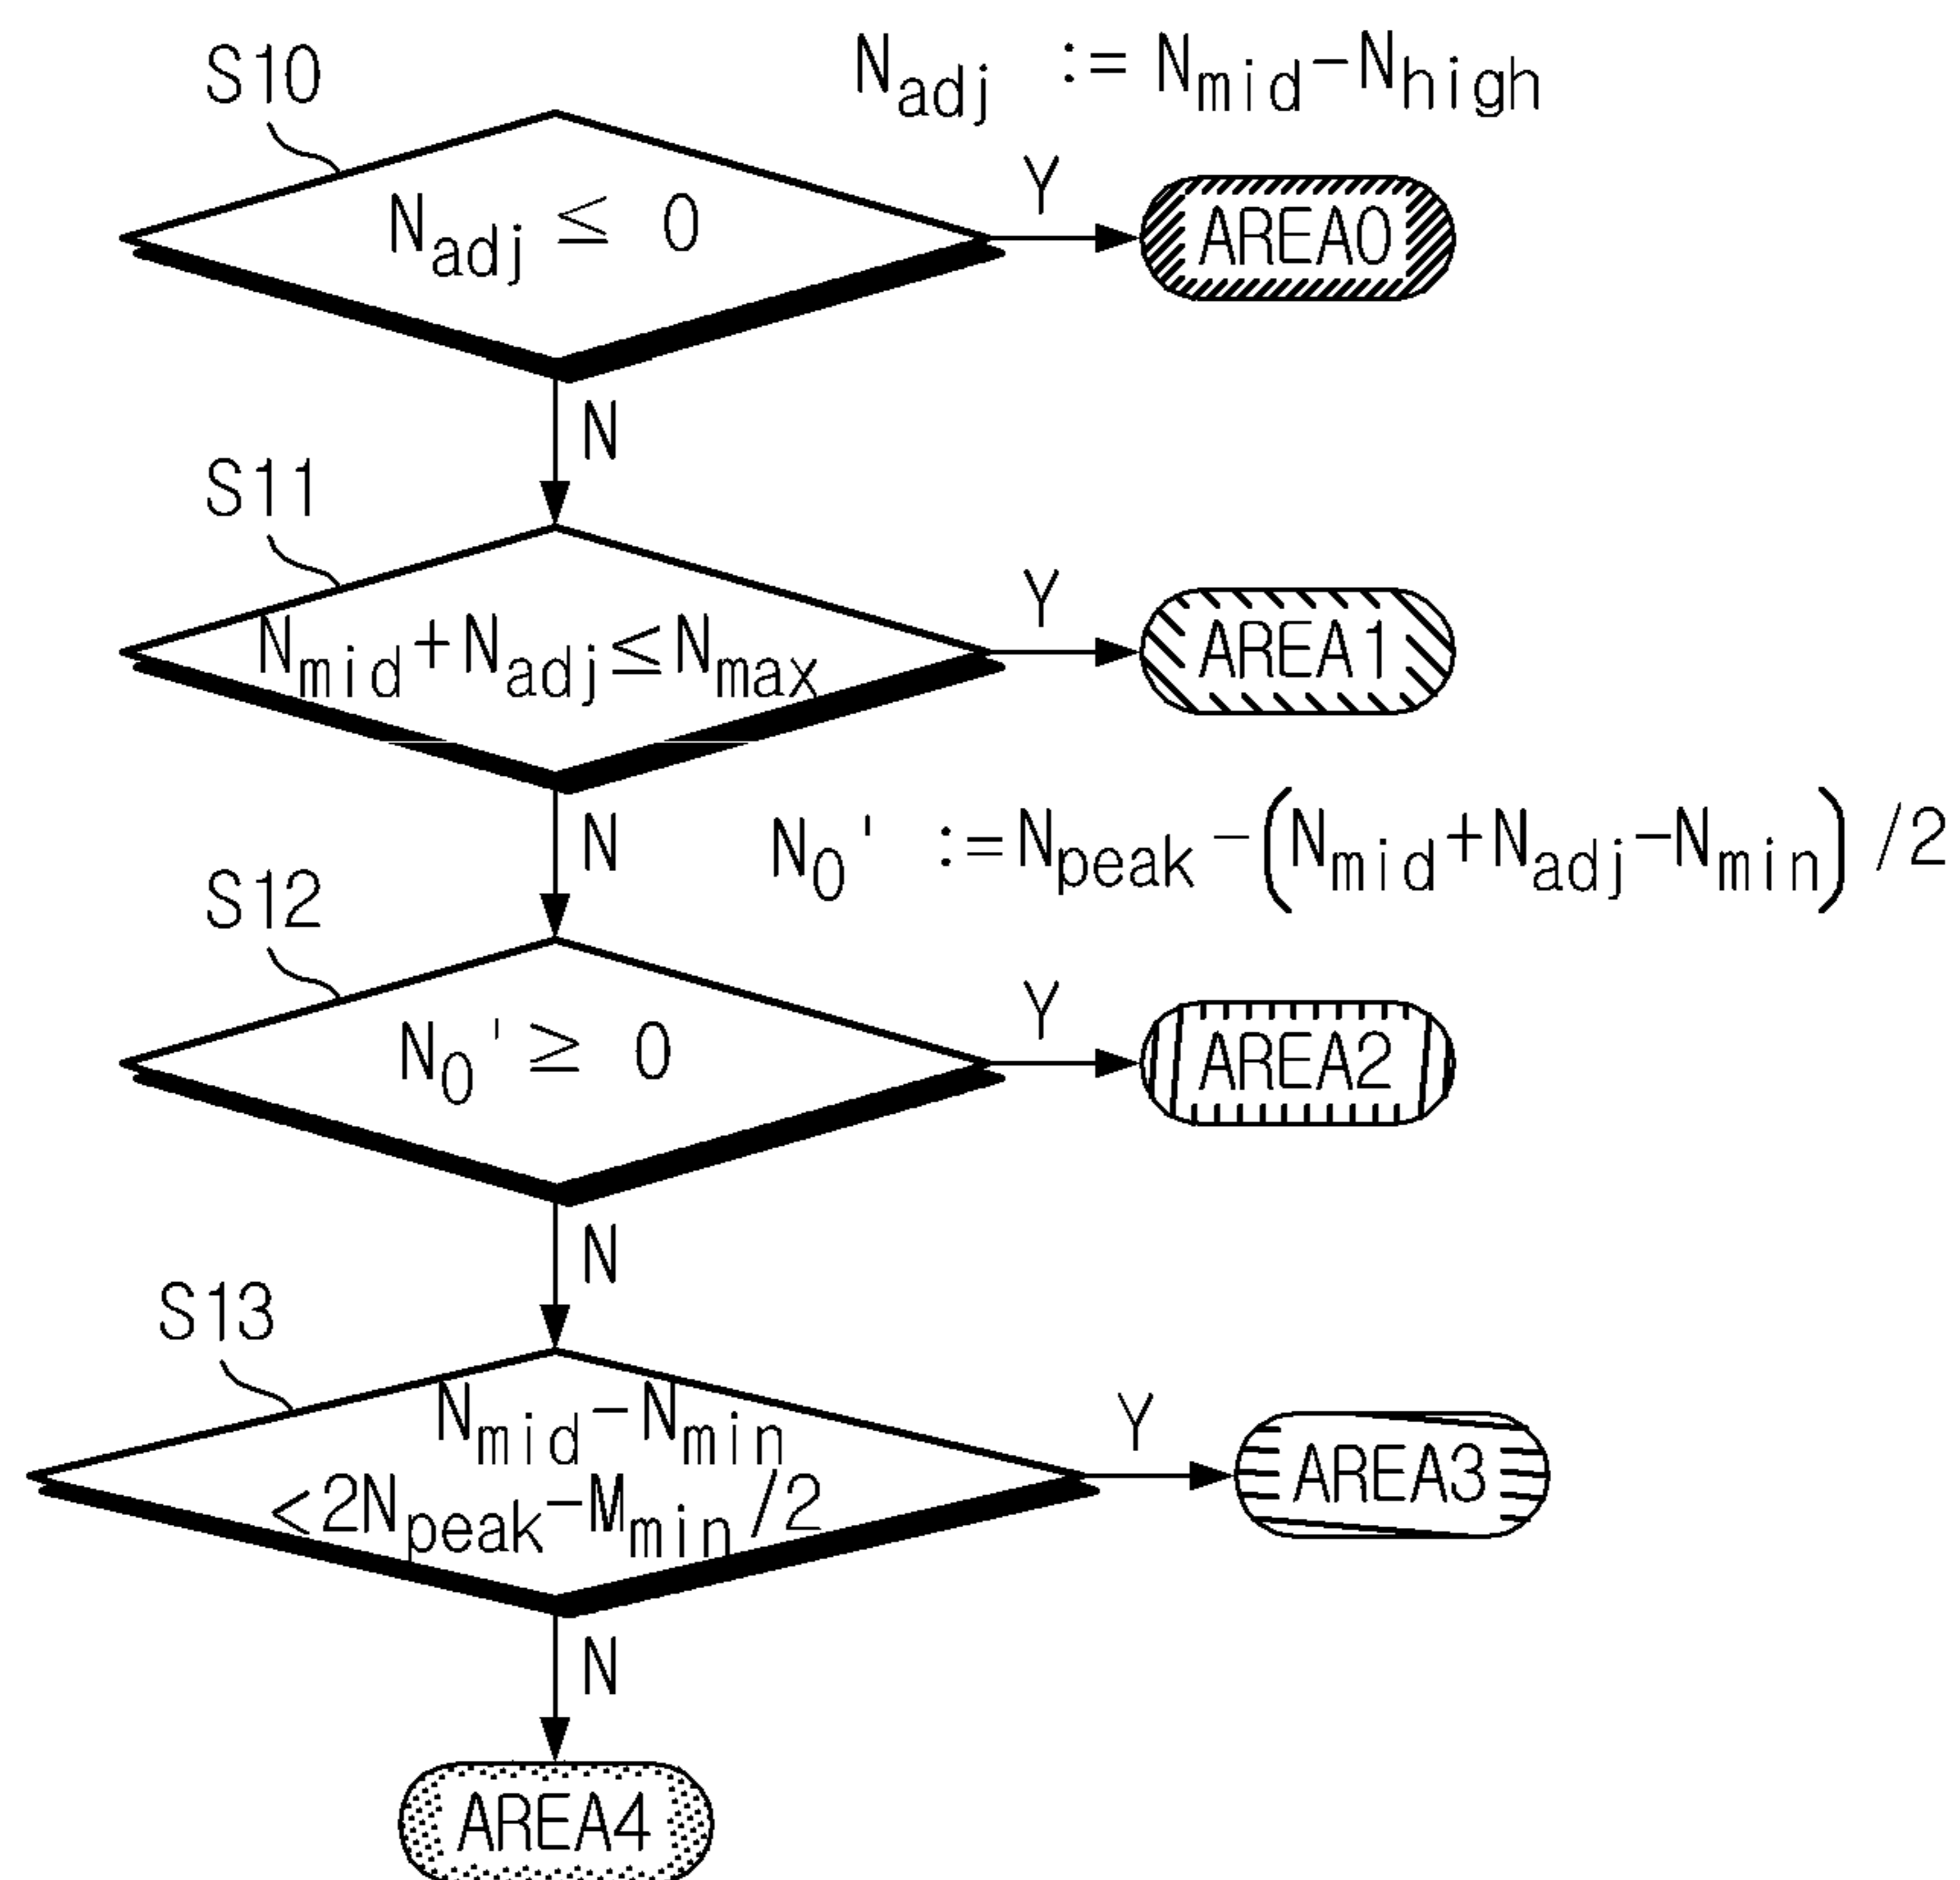 S10
N_adj := N_mid-N_high
N_adj ≤ 0
Y
AREA0
N
S11
N_mid+N_adj≤N_max
Y
AREA1
N
N_0' :=N_peak-(N_mid+N_adj-N_min)/2
S12
N_0'≥ 0
Y
AREA2
N
S13
N_mid-N_min
<2N_peak-M_min/2
Y
AREA3
N
AREA4